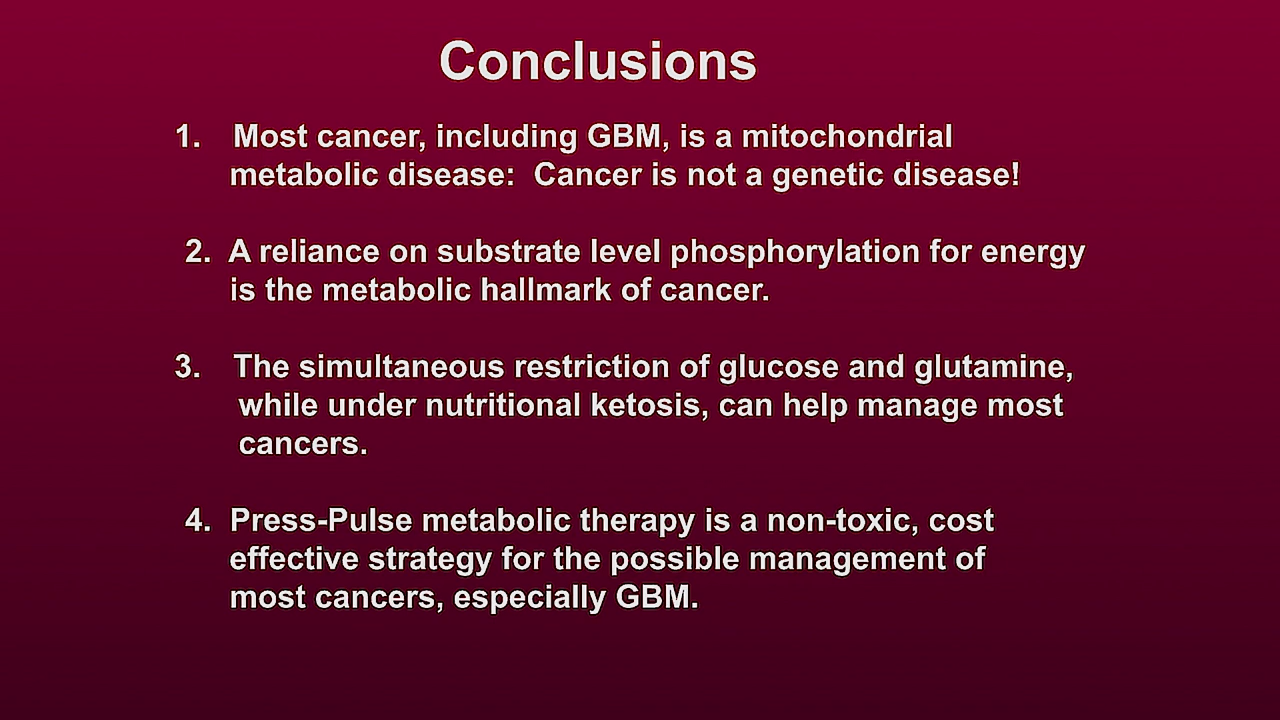 Conclusions
1. Most cancer, including GBM, is a mitochondrial
metabolic disease: Cancer is not a genetic disease!
2. A reliance on substrate level phosphorylation for energy
is the metabolic hallmark of cancer.
3. The simultaneous restriction of glucose and glutamine,
while under nutritional ketosis, can help manage most
cancers.
4. Press-Pulse metabolic therapy is a non-toxic, cost
effective strategy for the possible management of
most cancers, especially GBM.